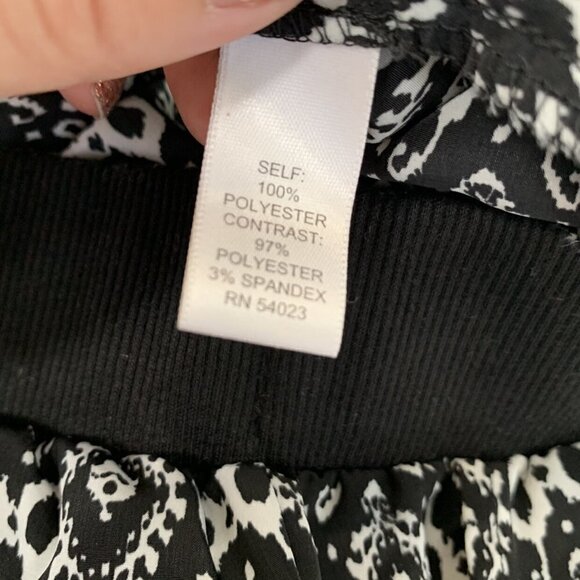 SELF:
100%
POLYESTER
CONTRAST:
97%
POLYESTER
3% SPANDEX
RN 54023